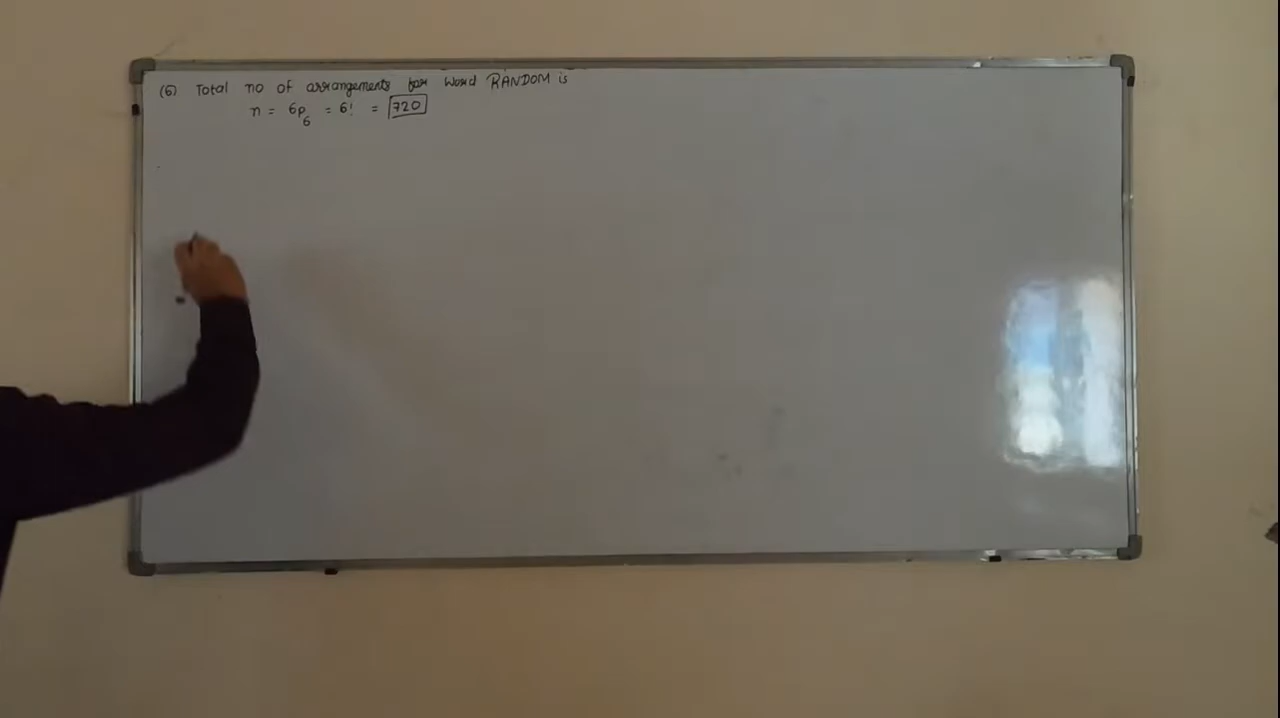 (6) Total no of arrangements for word RANDOM is
n = 6P6 = 6! = 720